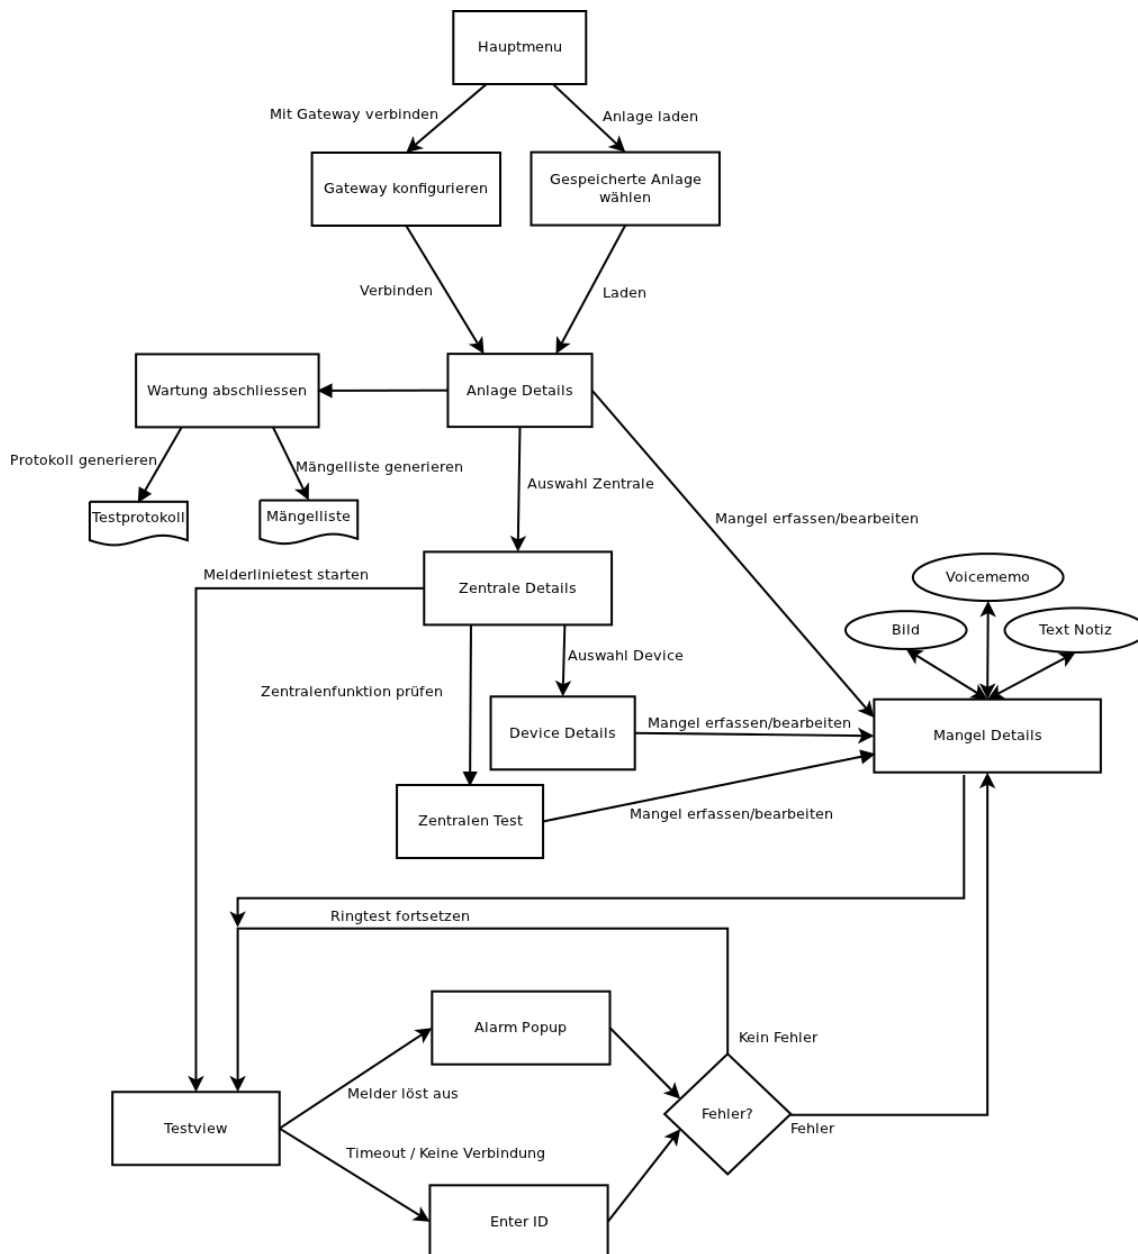 Hauptmenu
Mit Gateway verbinden
Anlage laden
Gateway konfigurieren
Gespeicherte Anlage
wählen
Verbinden
Laden
Wartung abschliessen
Anlage Details
Protokoll generieren
Mängelliste generieren
Auswahl Zentrale
Testprotokoll
Mängelliste
Mangel erfassen/bearbeiten
Melderlinietest starten
Zentrale Details
Voicememo
Bild
Text Notiz
Auswahl Device
Zentralenfunktion prüfen
Device Details
Mangel erfassen/bearbeiten
Mangel Details
Zentralen Test
Mangel erfassen/bearbeiten
Ringtest fortsetzen
Alarm Popup
Kein Fehler
Melder löst aus
Testview
Fehler?
Fehler
Timeout / Keine Verbindung
Enter ID